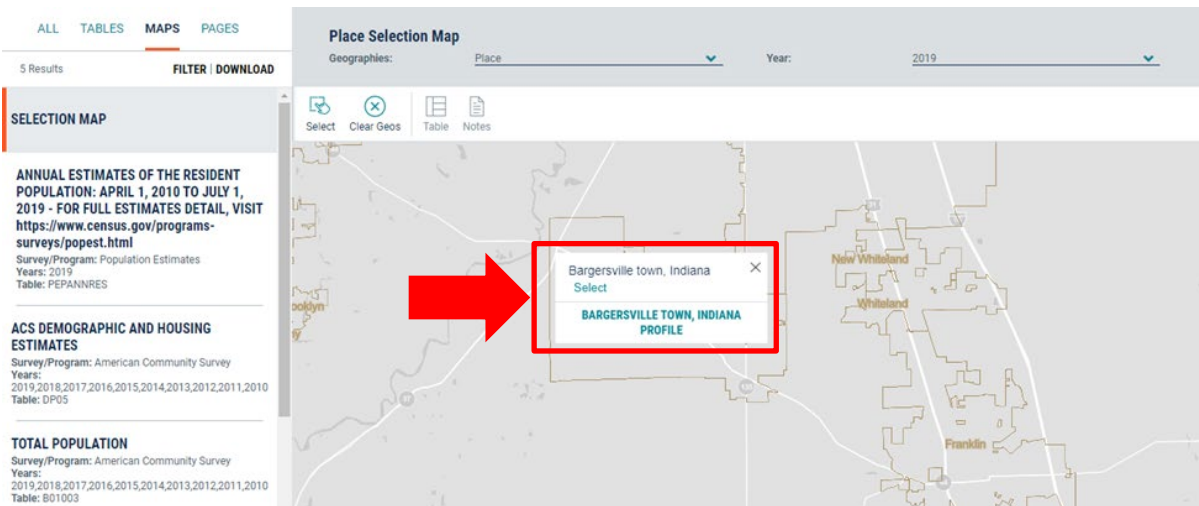 ALL TABLES MAPS PAGES
5 Results FILTER | DOWNLOAD
SELECTION MAP
ANNUAL ESTIMATES OF THE RESIDENT
POPULATION: APRIL 1, 2010 TO JULY 1,
2019 - FOR FULL ESTIMATES DETAIL, VISIT
https://www.census.gov/programs-
surveys/popest.html
Survey/Program: Population Estimates
Years: 2019
Table: PEPANNRES
ACS DEMOGRAPHIC AND HOUSING
ESTIMATES
Survey/Program: American Community Survey
Years:
2019,2018,2017,2016,2015,2014,2013,2012,2011,2010
Table: DP05
TOTAL POPULATION
Survey/Program: American Community Survey
Years:
2019,2018,2017,2016,2015,2014,2013,2012,2011,2010
Table: B01003
Place Selection Map
Geographies: Place Year: 2019
Select Clear Geos Table Notes
Bargersville town, Indiana
Select
BARGERSVILLE TOWN, INDIANA
PROFILE
New Whiteland
Whiteland
Franklin
ooklyn